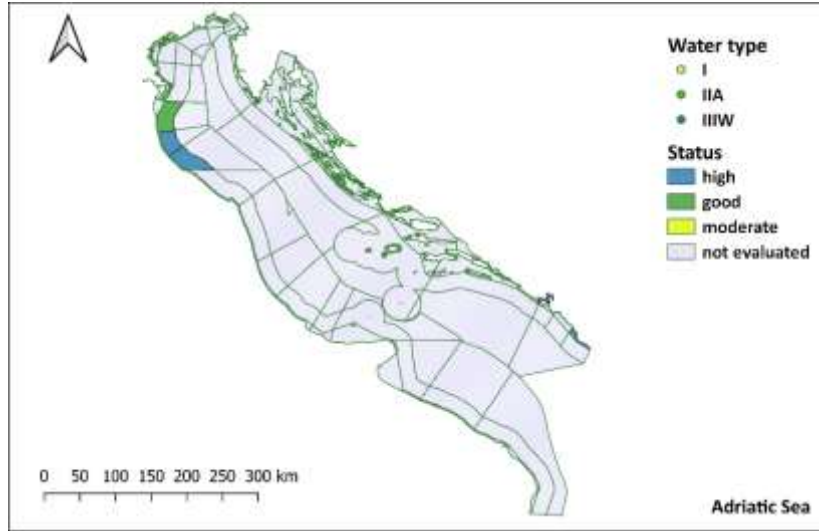 Water type
I
IIA
IIIW
Status
high
good
moderate
not evaluated
0 50 100 150 200 250 300 km
Adriatic Sea